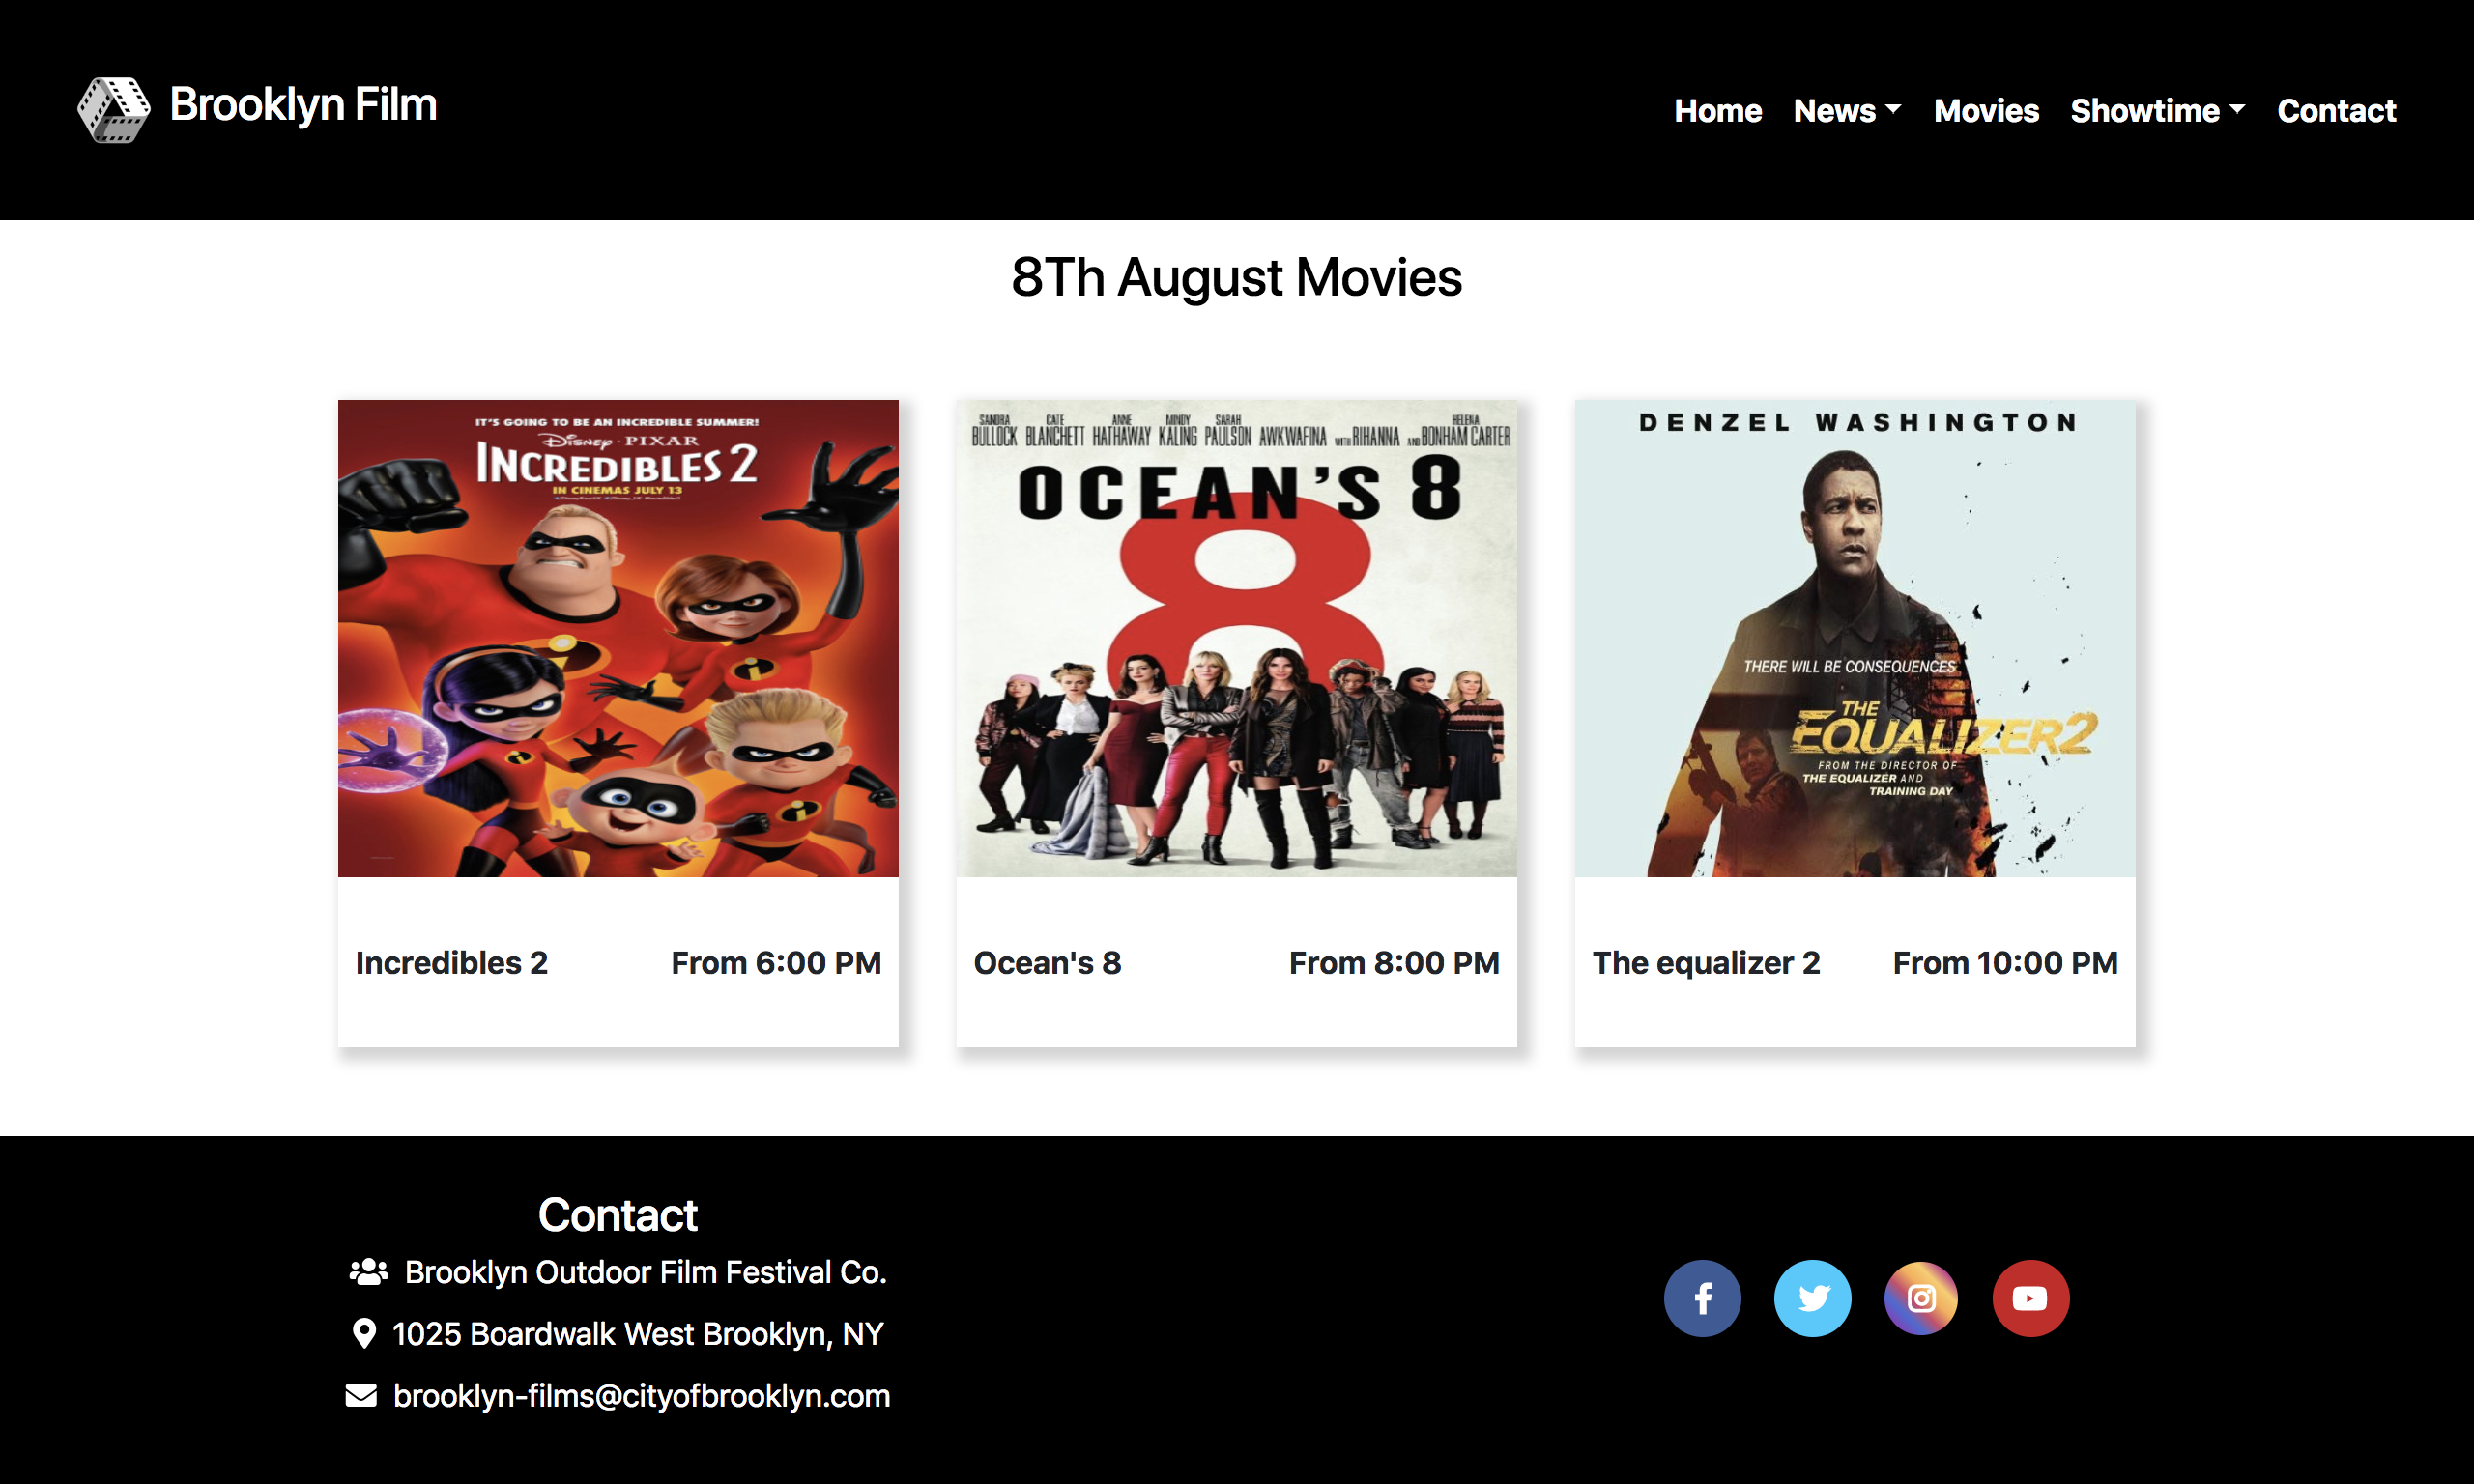 Brooklyn Film
Home News Movies Showtime Contact
8Th August Movies
IT'S GOING TO BE AN INCREDIBLE SUMMER!
DISNEY · PIXAR
INCREDIBLES 2
IN CINEMAS JULY 13
SANDRA BULLOCK CATE BLANCHETT ANNE HATHAWAY MINDY KALING SARAH PAULSON AWKWAFINA WITH RIHANNA AND HELENA BONHAM CARTER
OCEAN'S 8
8
DENZEL WASHINGTON
THERE WILL BE CONSEQUENCES
THE
EQUALIZER 2
FROM THE DIRECTOR OF
THE EQUALIZER AND
TRAINING DAY
Incredibles 2 From 6:00 PM
Ocean's 8 From 8:00 PM
The equalizer 2 From 10:00 PM
Contact
Brooklyn Outdoor Film Festival Co.
1025 Boardwalk West Brooklyn, NY
brooklyn-films@cityofbrooklyn.com